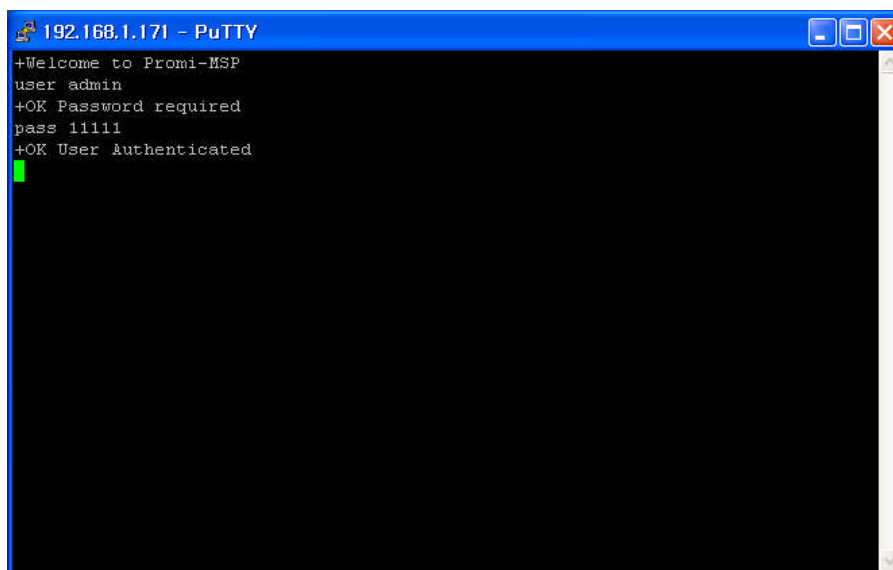 192.168.1.171 - PuTTY
+Welcome to Promi-MSP
user admin
+OK Password required
pass 11111
+OK User Authenticated